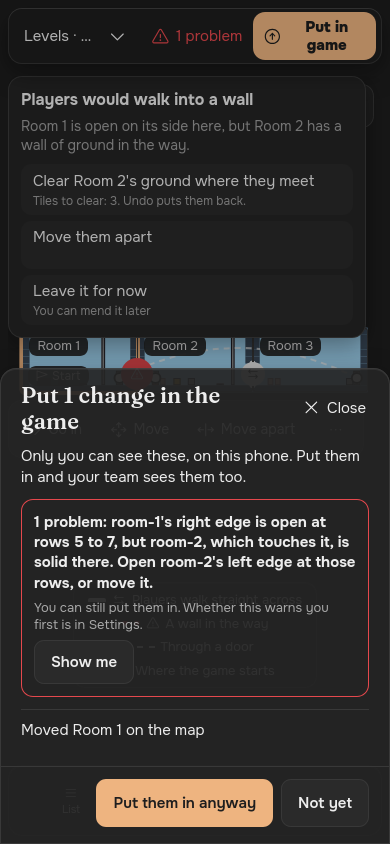 Levels · ...
1 problem
Put in
game
Players would walk into a wall
Room 1 is open on its side here, but Room 2 has a
wall of ground in the way.
Clear Room 2's ground where they meet
Tiles to clear: 3. Undo puts them back.
Move them apart
Leave it for now
You can mend it later
Room 1
Room 2
Room 3
Start
Move
Move apart
Put 1 change in the
game
Close
Only you can see these, on this phone. Put them
in and your team sees them too.
1 problem: room-1's right edge is open at
rows 5 to 7, but room-2, which touches it, is
solid there. Open room-2's left edge at those
rows, or move it.
Players walk straight across
You can still put them in. Whether this warns you
first is in Settings.
A wall in the way
Through a door
Show me
Where the game starts
Moved Room 1 on the map
List
Put them in anyway
Not yet